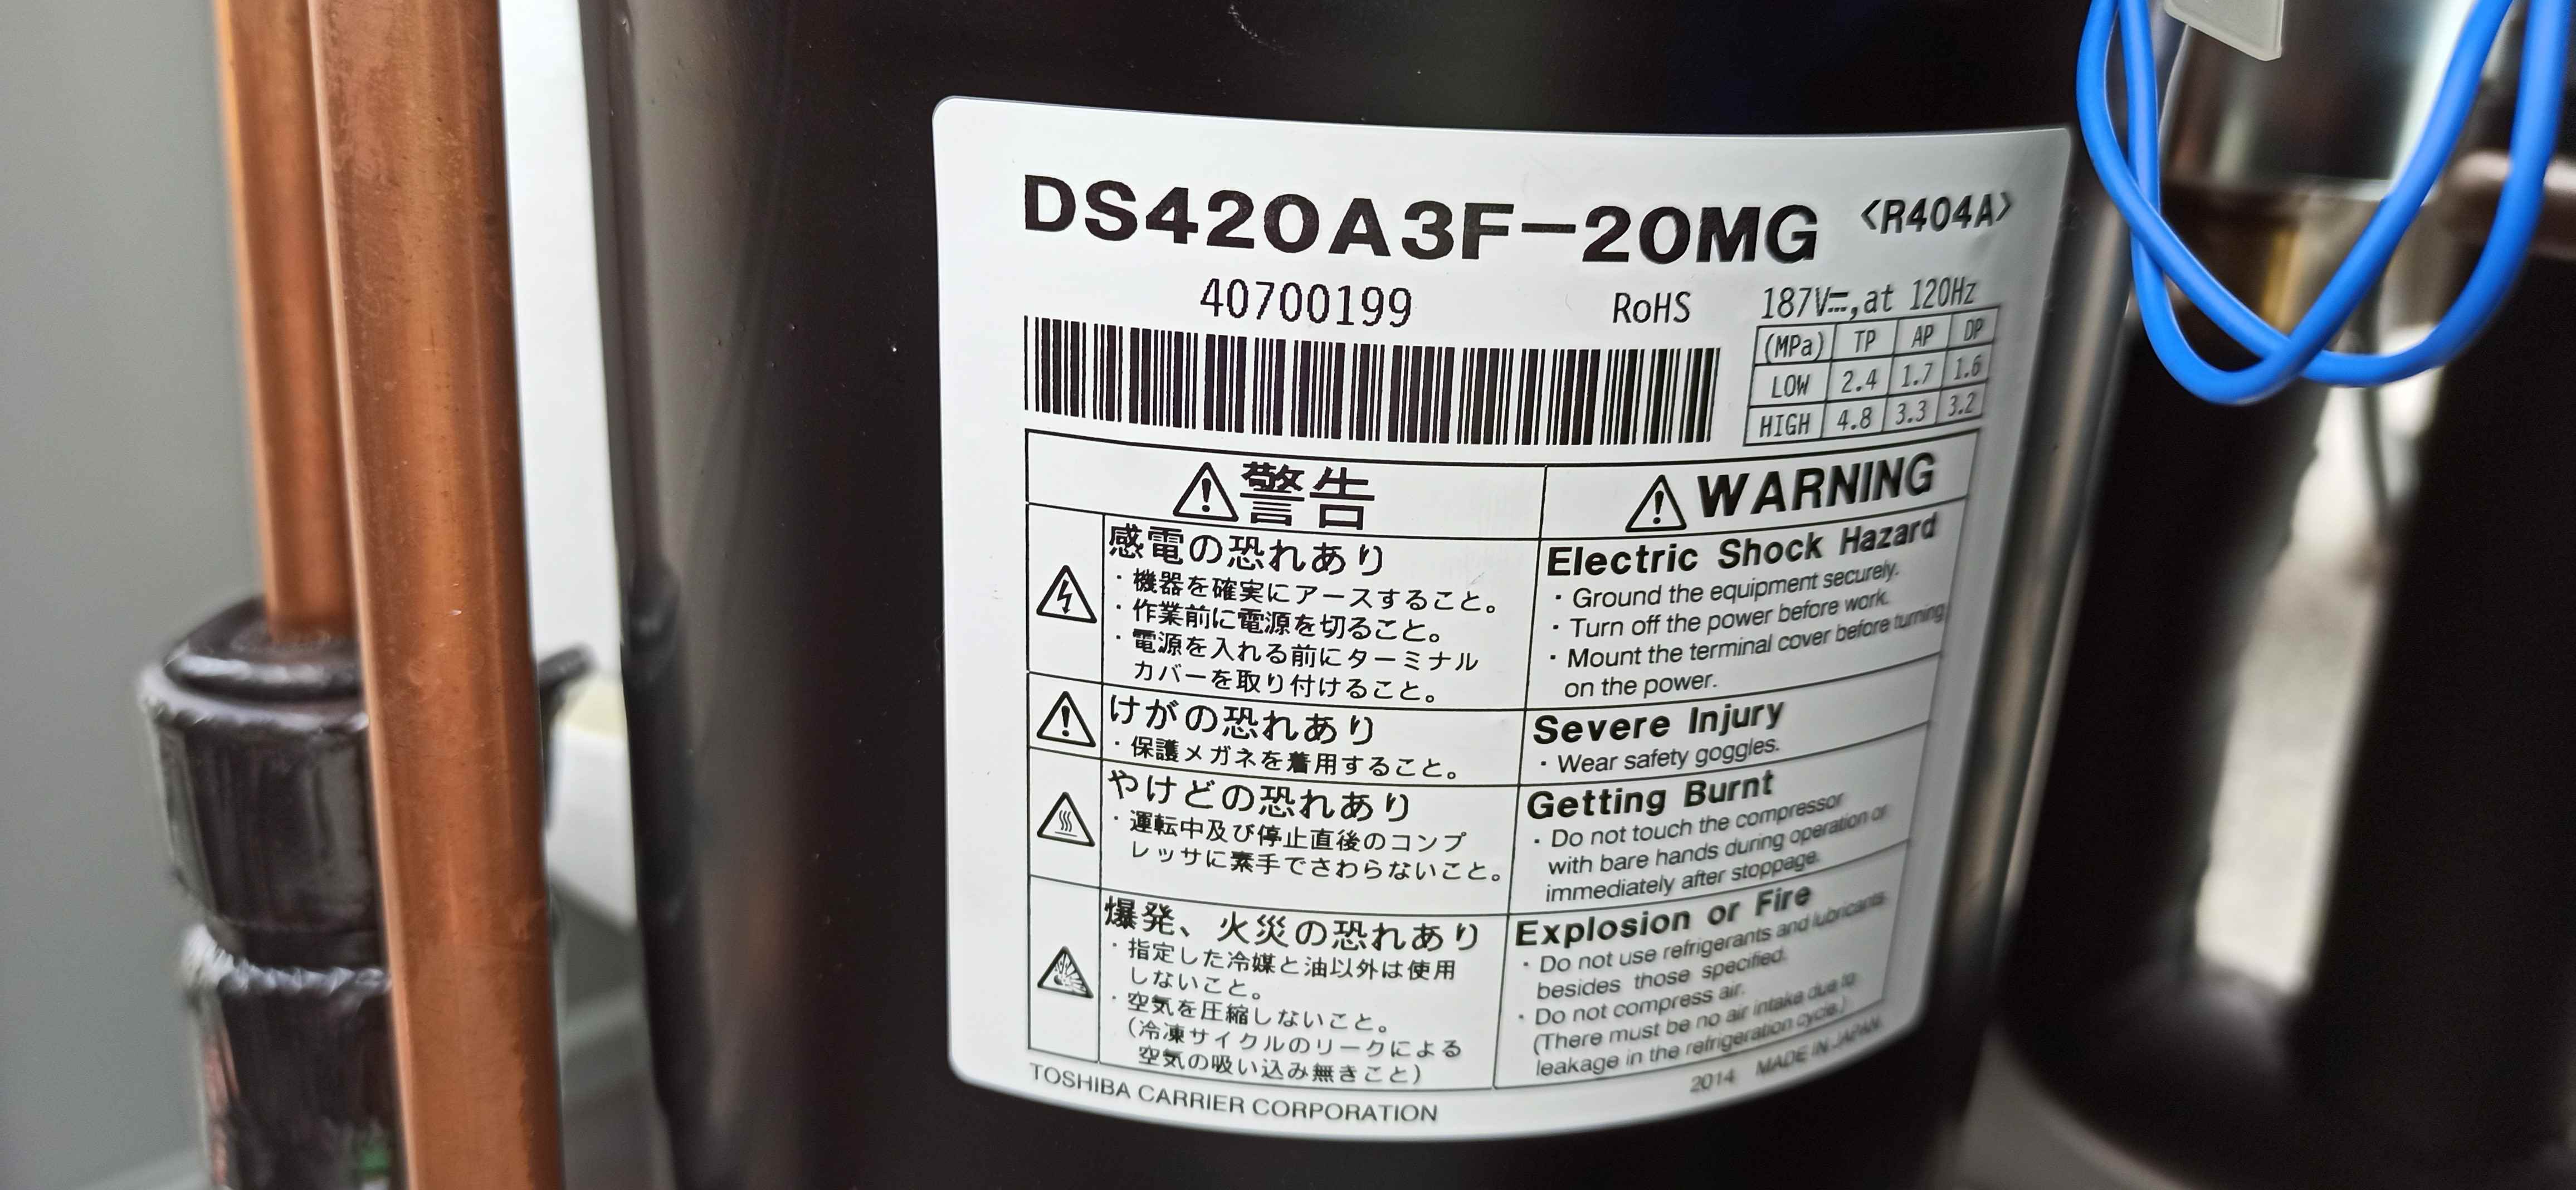 DS420A3F-20MG <R404A>
40700199 RoHS 187V⎓,at 120Hz
(MPa) TP AP DP
LOW 2.4 1.7 1.6
HIGH 4.8 3.3 3.2
警告
感電の恐れあり
・機器を確実にアースすること。
・作業前に電源を切ること。
・電源を入れる前にターミナル
カバーを取り付けること。
けがの恐れあり
・保護メガネを着用すること。
やけどの恐れあり
・運転中及び停止直後のコンプ
レッサに素手でさわらないこと。
爆発、火災の恐れあり
・指定した冷媒と油以外は使用
しないこと。
・空気を圧縮しないこと。
(冷凍サイクルのリークによる
空気の吸い込み無きこと)
WARNING
Electric Shock Hazard
・Ground the equipment securely.
・Turn off the power before work.
・Mount the terminal cover before turning
on the power.
Severe Injury
・Wear safety goggles.
Getting Burnt
・Do not touch the compressor
with bare hands during operation or
immediately after stoppage.
Explosion or Fire
・Do not use refrigerants and lubricants
besides those specified.
・Do not compress air.
(There must be no air intake due to
leakage in the refrigeration cycle.)
TOSHIBA CARRIER CORPORATION 2014 MADE IN JAPAN